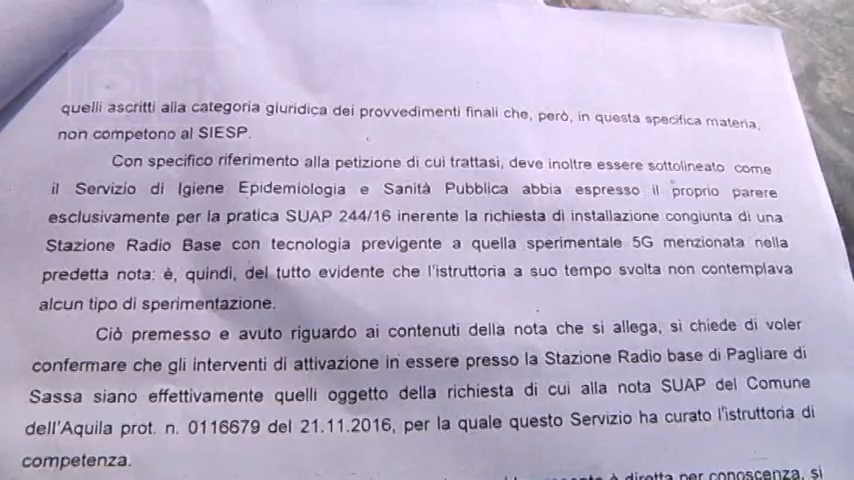 quelli ascritti alla categoria giuridica dei provvedimenti finali che, però, in questa specifica materia,
non competono al SIESP.
Con specifico riferimento alla petizione di cui trattasi, deve inoltre essere sottolineato come
il Servizio di Igiene Epidemiologia e Sanità Pubblica abbia espresso il proprio parere
esclusivamente per la pratica SUAP 244/16 inerente la richiesta di installazione congiunta di una
Stazione Radio Base con tecnologia previgente a quella sperimentale 5G menzionata nella
predetta nota: è, quindi, del tutto evidente che l'istruttoria a suo tempo svolta non contemplava
alcun tipo di sperimentazione.
Ciò premesso e avuto riguardo ai contenuti della nota che si allega, si chiede di voler
confermare che gli interventi di attivazione in essere presso la Stazione Radio base di Pagliare di
Sassa siano effettivamente quelli oggetto della richiesta di cui alla nota SUAP del Comune
dell'Aquila prot. n. 0116679 del 21.11.2016, per la quale questo Servizio ha curato l'istruttoria di
competenza.
è diretta per conoscenza, si